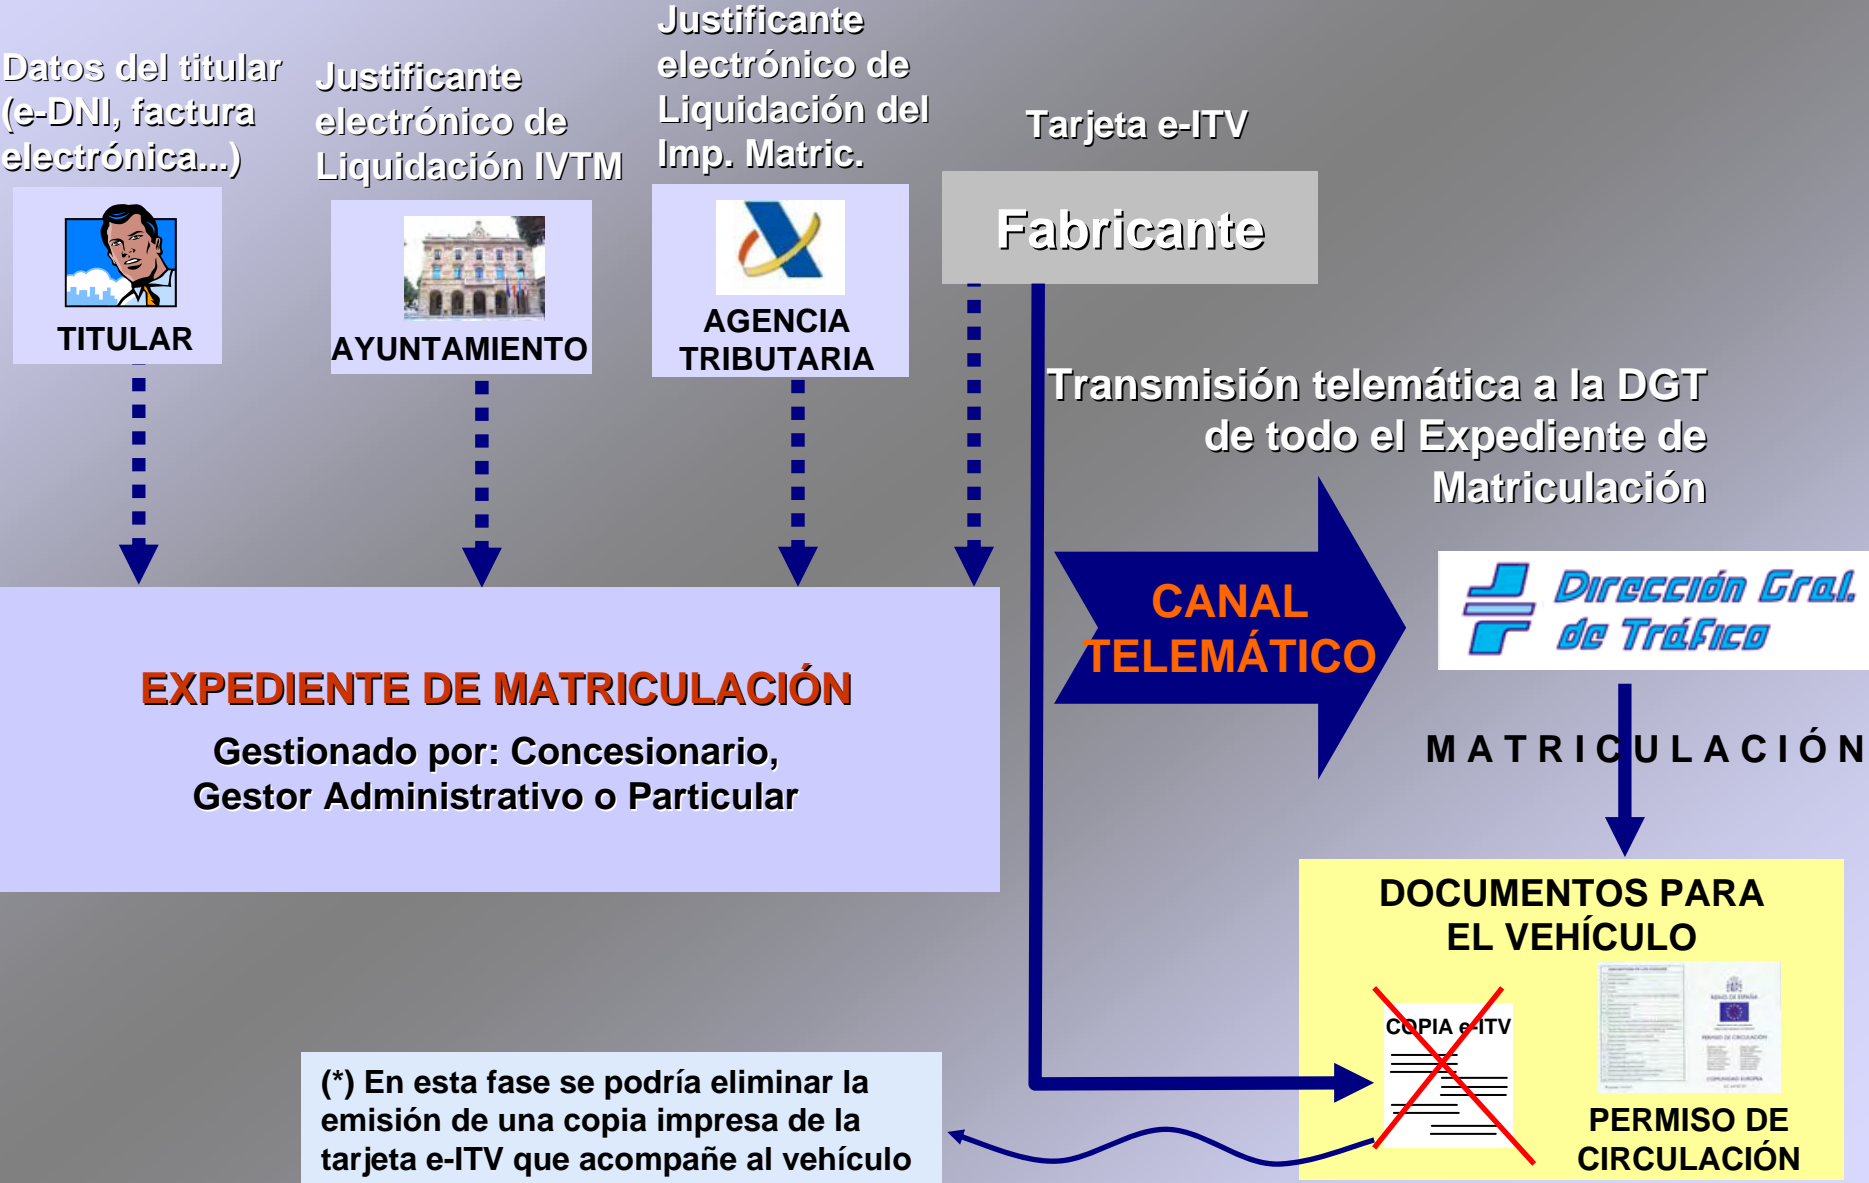 Datos del titular
(e-DNI, factura
electrónica...)
TITULAR
Justificante
electrónico de
Liquidación IVTM
AYUNTAMIENTO
Justificante
electrónico de
Liquidación del
Imp. Matric.
AGENCIA
TRIBUTARIA
Tarjeta e-ITV
Fabricante
Transmisión telemática a la DGT
de todo el Expediente de
Matriculación
CANAL
TELEMÁTICO
Dirección Gral.
de Tráfico
EXPEDIENTE DE MATRICULACIÓN
Gestionado por: Concesionario,
Gestor Administrativo o Particular
MATRICULACIÓN
DOCUMENTOS PARA
EL VEHÍCULO
COPIA e-ITV
PERMISO DE
CIRCULACIÓN
(*) En esta fase se podría eliminar la
emisión de una copia impresa de la
tarjeta e-ITV que acompañe al vehículo